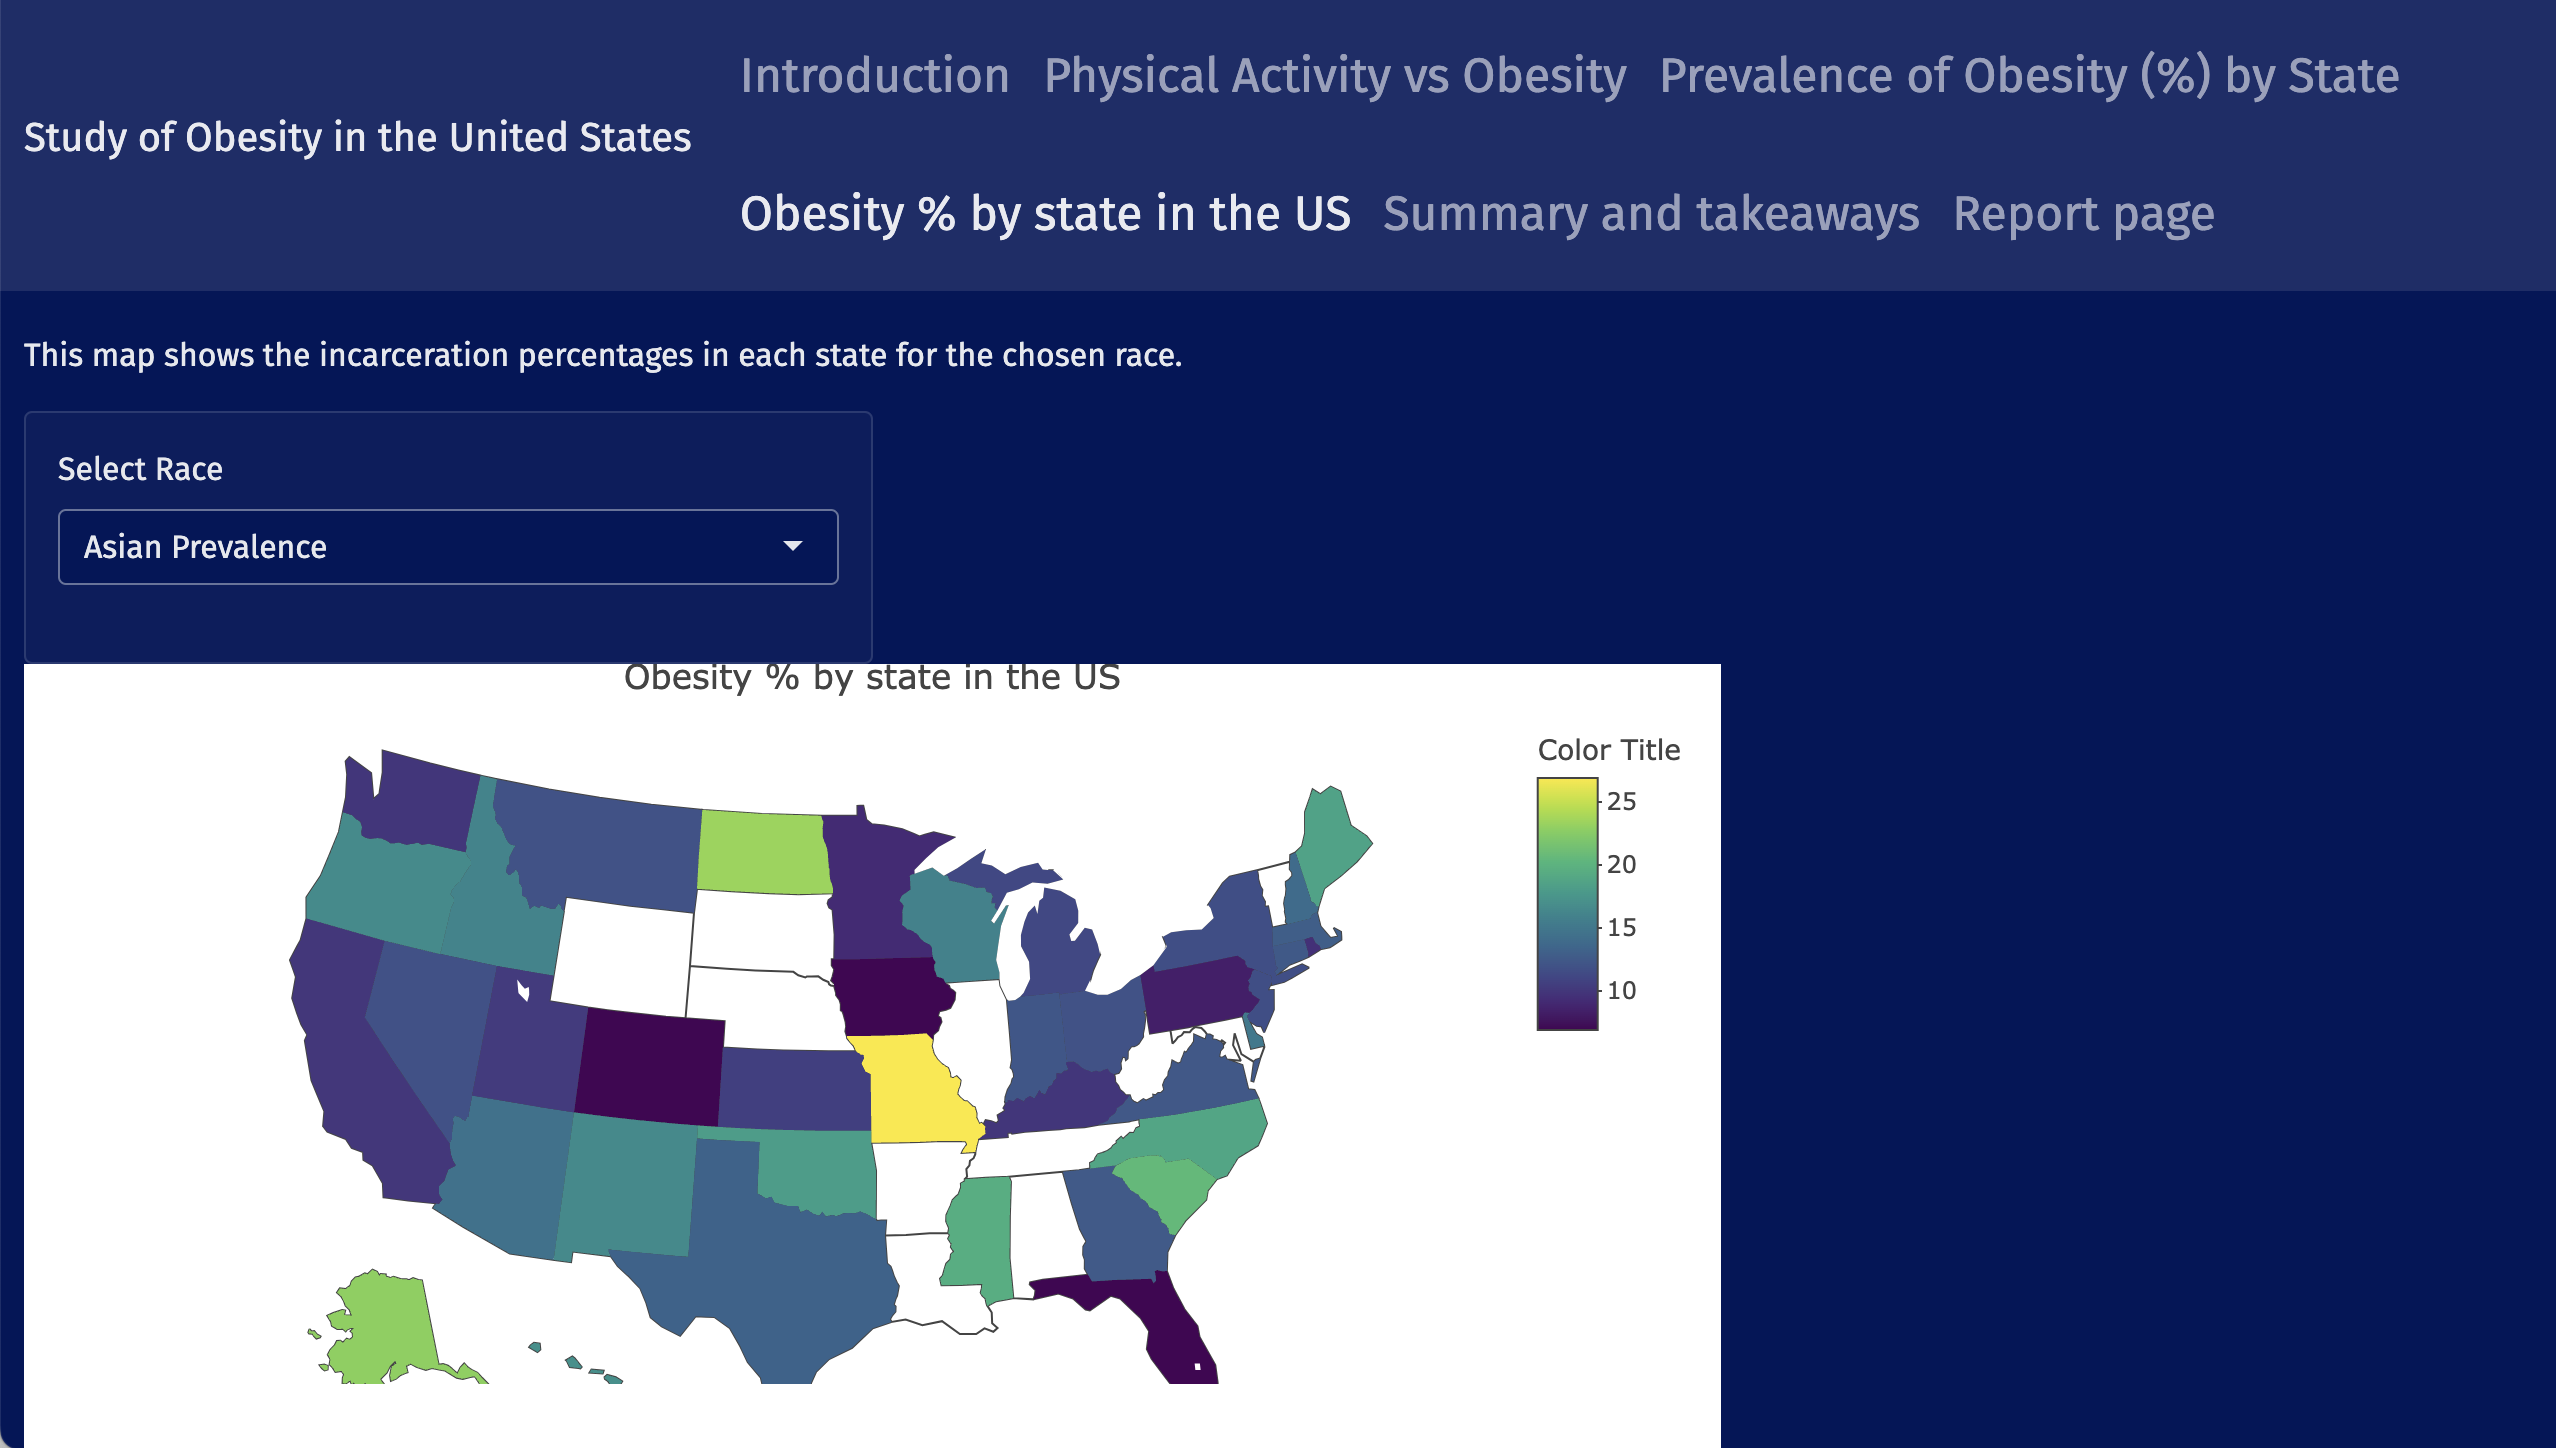 Introduction Physical Activity vs Obesity Prevalence of Obesity (%) by State
Study of Obesity in the United States
Obesity % by state in the US Summary and takeaways Report page
This map shows the incarceration percentages in each state for the chosen race.
Select Race
Asian Prevalence
Obesity % by state in the US
Color Title
25
20
15
10